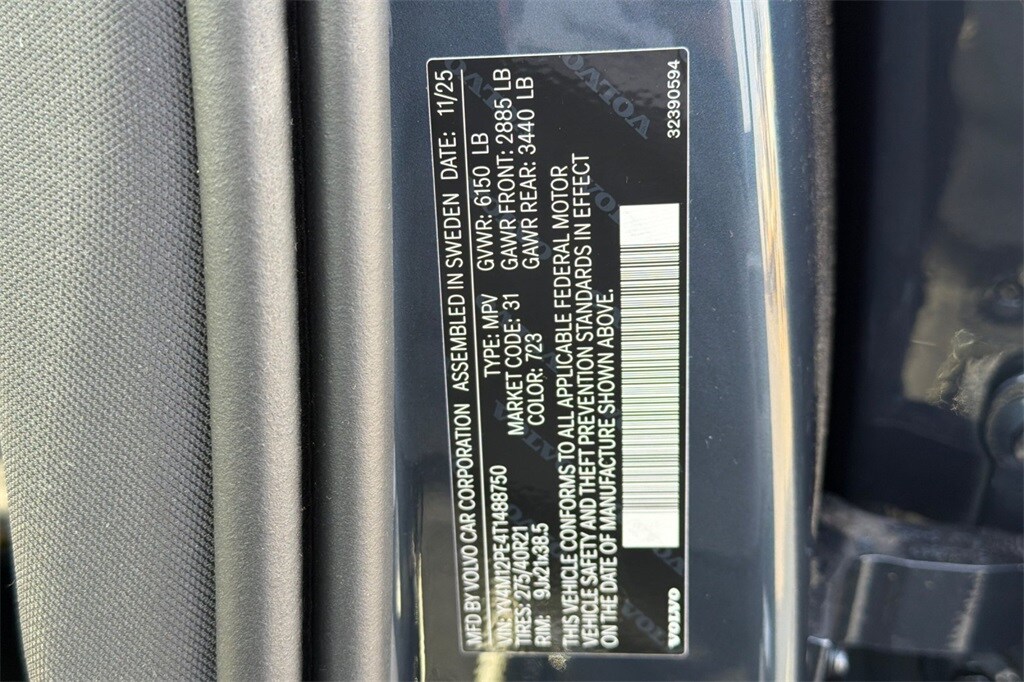 MFD BY VOLVO CAR CORPORATION ASSEMBLED IN SWEDEN DATE: 11/25
VIN: YV4M12PE4T1488750 TYPE: MPV GVWR: 6150 LB
TIRES: 275/40R21 MARKET CODE: 31 GAWR FRONT: 2885 LB
RIM: 9Jx21x38.5 COLOR: 723 GAWR REAR: 3440 LB
THIS VEHICLE CONFORMS TO ALL APPLICABLE FEDERAL MOTOR
VEHICLE SAFETY AND THEFT PREVENTION STANDARDS IN EFFECT
ON THE DATE OF MANUFACTURE SHOWN ABOVE.
VOLVO 32390594